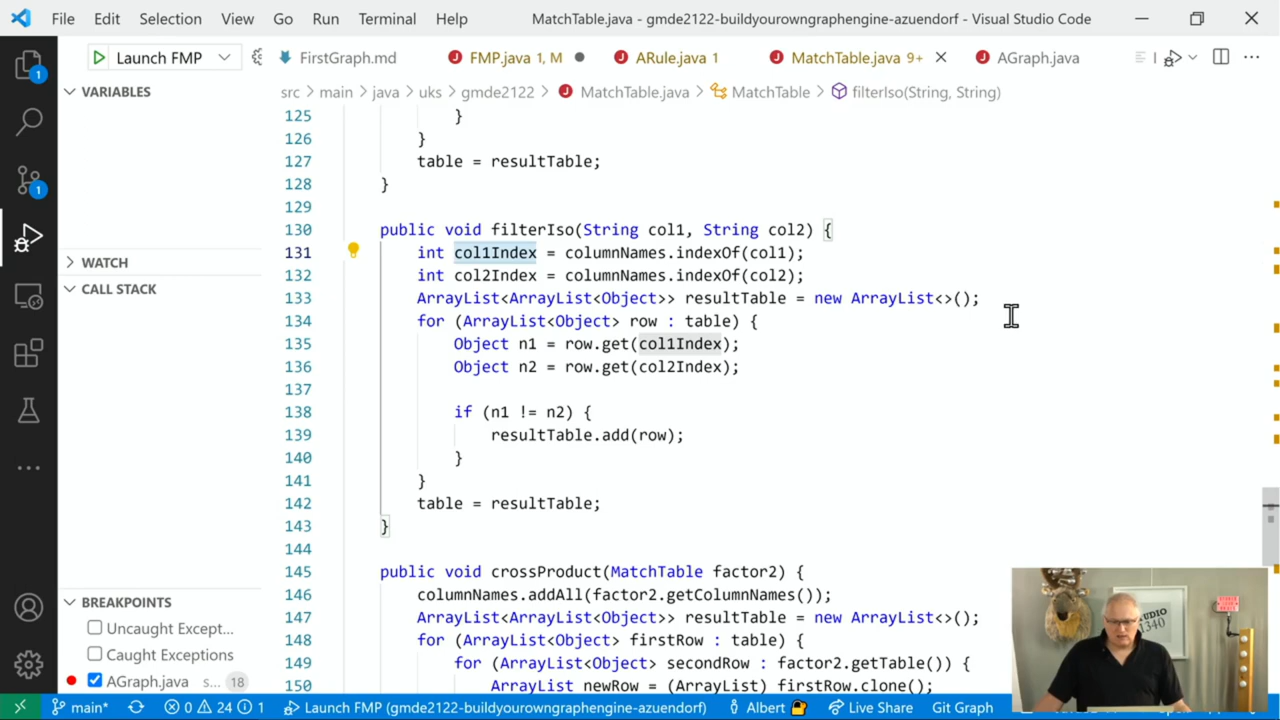 File Edit Selection View Go Run Terminal Help MatchTable.java - gmde2122-buildyourowngraphengine-azuendorf - Visual Studio Code
Launch FMP FirstGraph.md FMP.java 1, M ARule.java 1 MatchTable.java 9+ AGraph.java
src > main > java > uks > gmde2122 > MatchTable.java > MatchTable > filterIso(String, String)
VARIABLES
WATCH
CALL STACK
BREAKPOINTS
Uncaught Except...
Caught Exceptions
AGraph.java s... 18
1
1
125 }
126 }
127 table = resultTable;
128 }
129
130 public void filterIso(String col1, String col2) {
131 int col1Index = columnNames.indexOf(col1);
132 int col2Index = columnNames.indexOf(col2);
133 ArrayList<ArrayList<Object>> resultTable = new ArrayList<>();
134 for (ArrayList<Object> row : table) {
135 Object n1 = row.get(col1Index);
136 Object n2 = row.get(col2Index);
137
138 if (n1 != n2) {
139 resultTable.add(row);
140 }
141 }
142 table = resultTable;
143 }
144
145 public void crossProduct(MatchTable factor2) {
146 columnNames.addAll(factor2.getColumnNames());
147 ArrayList<ArrayList<Object>> resultTable = new ArrayList<>();
148 for (ArrayList<Object> firstRow : table) {
149 for (ArrayList<Object> secondRow : factor2.getTable()) {
150 ArrayList newRow = (ArrayList) firstRow.clone();
STUDIO
1340
main* 0 24 1 Launch FMP (gmde2122-buildyourowngraphengine-azuendorf) Albert Live Share Git Graph